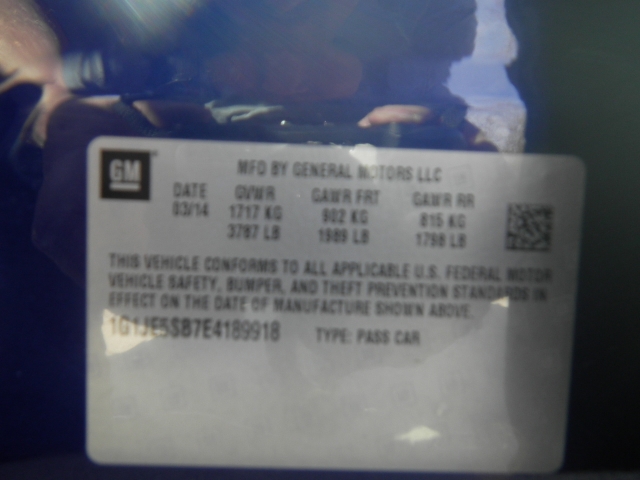 GM
MFD BY GENERAL MOTORS LLC
DATE GVWR GAWR FRT GAWR RR
03/14 1717 KG 902 KG 815 KG
3787 LB 1989 LB 1798 LB
THIS VEHICLE CONFORMS TO ALL APPLICABLE U.S. FEDERAL MOTOR
VEHICLE SAFETY, BUMPER, AND THEFT PREVENTION STANDARDS IN
EFFECT ON THE DATE OF MANUFACTURE SHOWN ABOVE.
1G1JE5SB7E4189918 TYPE: PASS CAR